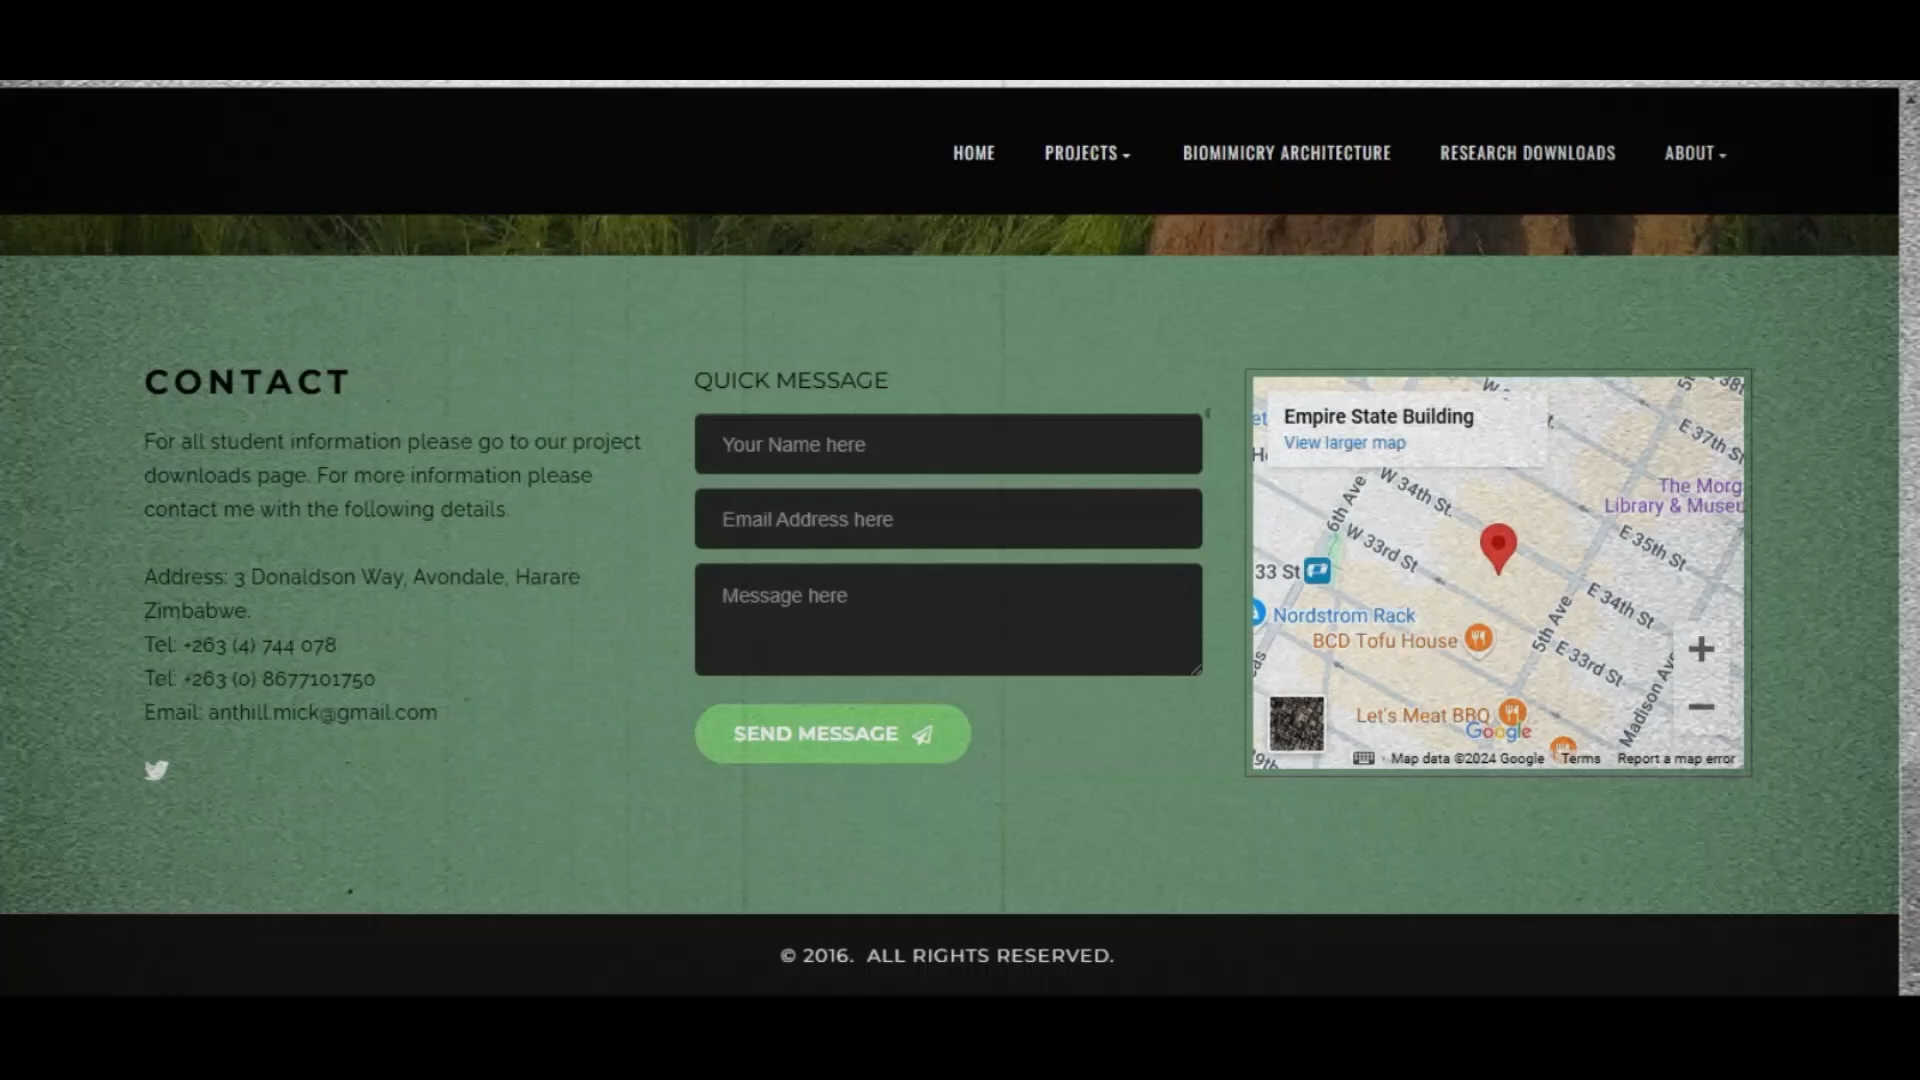 HOME PROJECTS BIOMIMICRY ARCHITECTURE RESEARCH DOWNLOADS ABOUT
CONTACT
For all student information please go to our project
downloads page. For more information please
contact me with the following details.
Address: 3 Donaldson Way, Avondale, Harare
Zimbabwe.
Tel: +263 (4) 744 078
Tel: +263 (0) 8677101750
Email: anthill.mick@gmail.com
QUICK MESSAGE
Your Name here
Email Address here
Message here
SEND MESSAGE
Empire State Building
View larger map
5t
38t
E 37th St
The Morg
Library & Museu
6th Ave
W 34th St.
W 33rd St
E 35th St
33 St
E 34th St
Nordstrom Rack
BCD Tofu House
5th Ave
E 33rd St
Madison Av
Let's Meat BBQ
Google
Map data ©2024 Google Terms Report a map error
© 2016. ALL RIGHTS RESERVED.